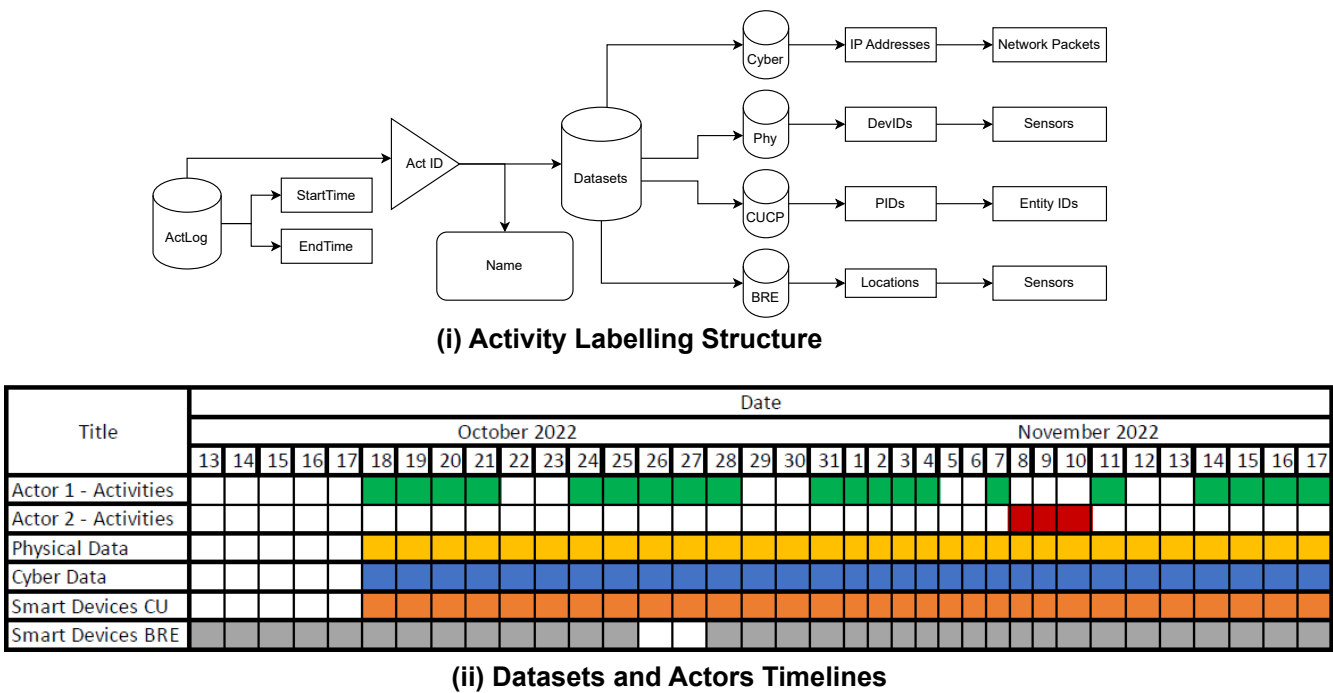 Cyber
IP Addresses
Network Packets
Act ID
Datasets
Phy
DevIDs
Sensors
ActLog
StartTime
EndTime
CUCP
PIDs
Entity IDs
Name
BRE
Locations
Sensors
(i) Activity Labelling Structure
Title
Date
October 2022 November 2022
13 14 15 16 17 18 19 20 21 22 23 24 25 26 27 28 29 30 31 1 2 3 4 5 6 7 8 9 10 11 12 13 14 15 16 17
Actor 1 - Activities
Actor 2 - Activities
Physical Data
Cyber Data
Smart Devices CU
Smart Devices BRE
(ii) Datasets and Actors Timelines